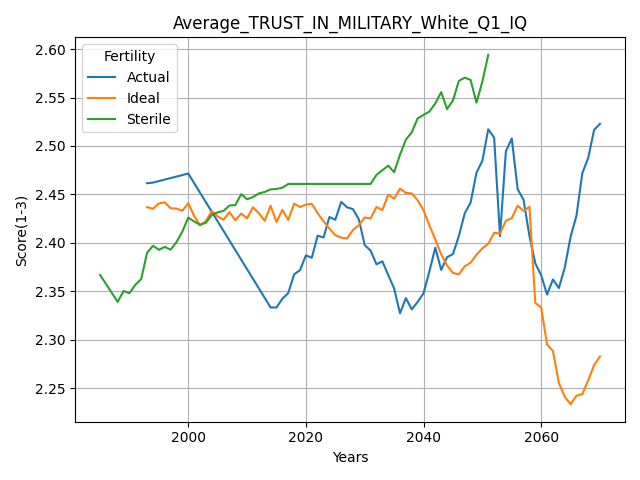 Average_TRUST_IN_MILITARY_White_Q1_IQ
Fertility
Actual
Ideal
Sterile
Score(1-3)
2.60
2.55
2.50
2.45
2.40
2.35
2.30
2.25
2000
2020
2040
2060
Years